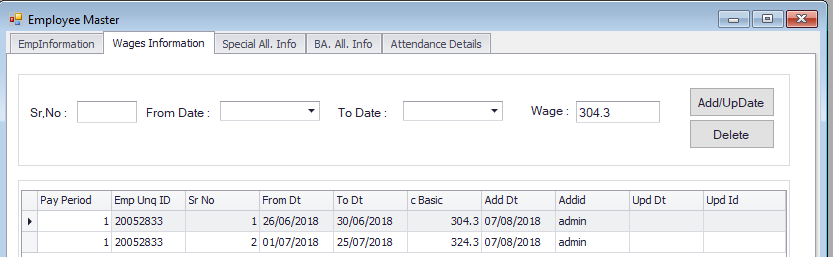 Employee Master
EmpInformation Wages Information Special All. Info BA. All. Info Attendance Details
Sr.No : From Date : To Date : Wage : 304.3 Add/UpDate
Delete
Pay Period Emp Unq ID Sr No From Dt To Dt c Basic Add Dt Addid Upd Dt Upd Id
1 20052833 1 26/06/2018 30/06/2018 304.3 07/08/2018 admin
1 20052833 2 01/07/2018 25/07/2018 324.3 07/08/2018 admin